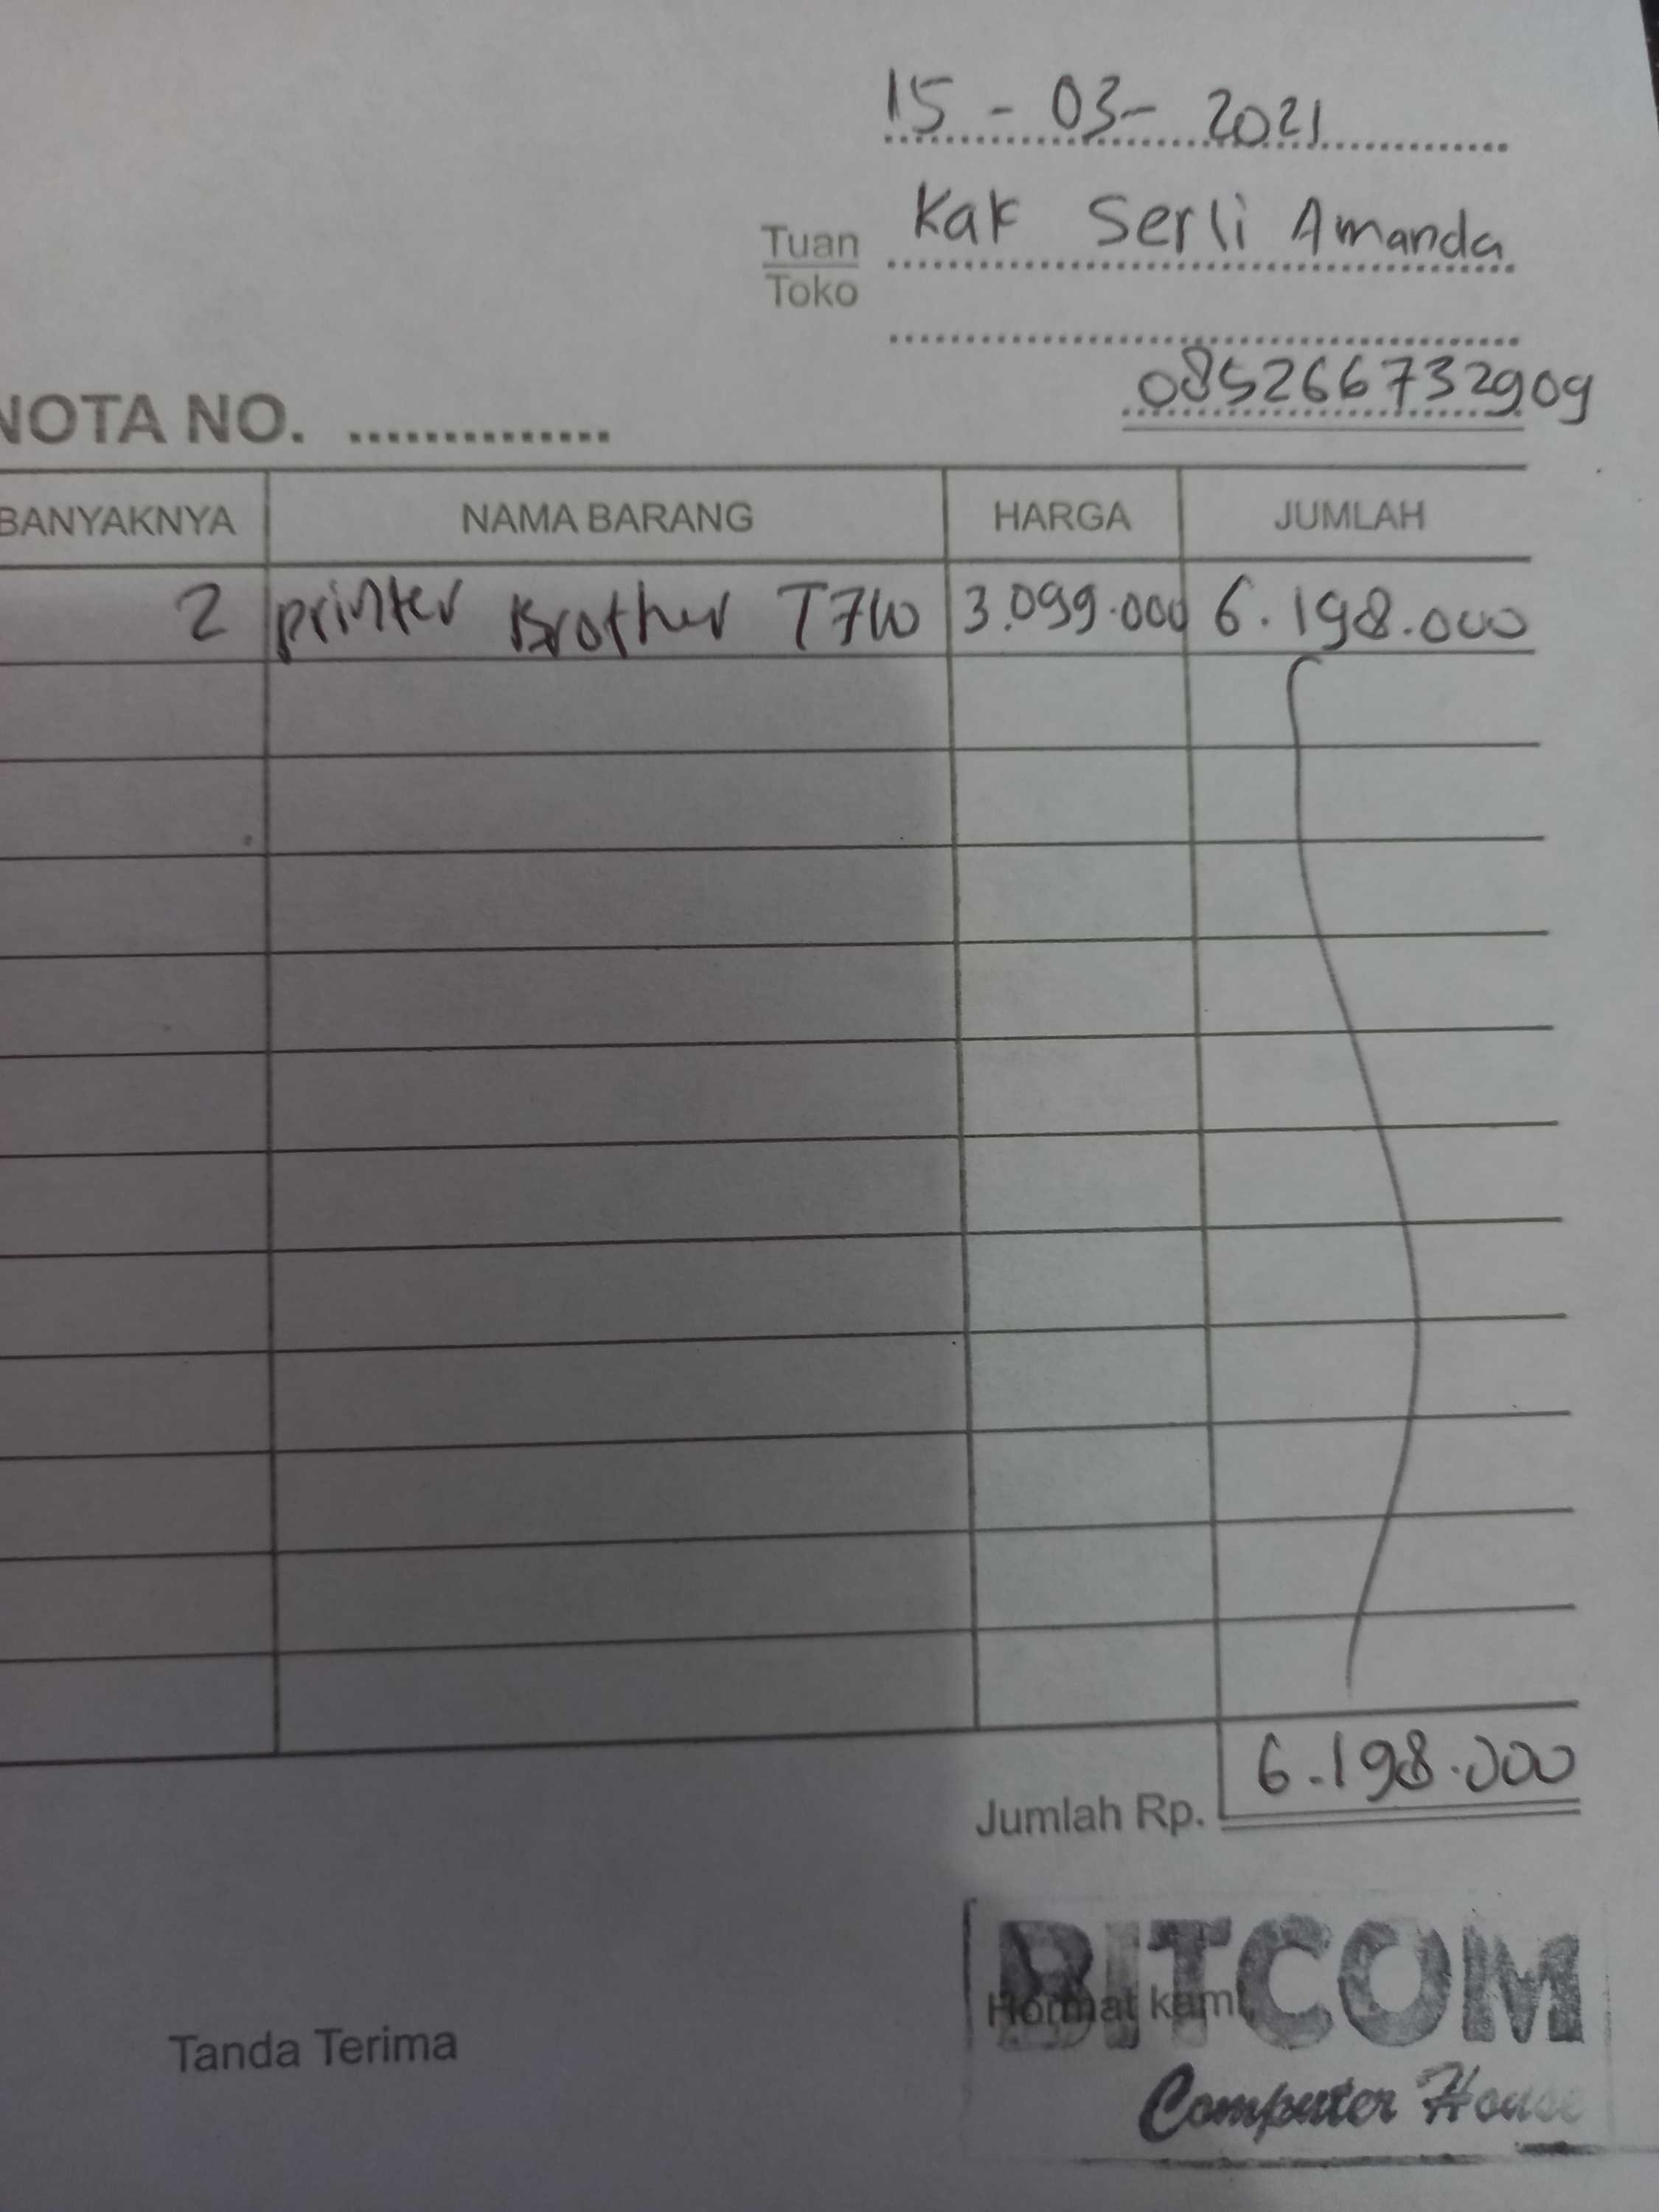 15 - 03 - 2021
Tuan Kak Serli Amanda
Toko
085266732909
NOTA NO. ..............
BANYAKNYA NAMA BARANG HARGA JUMLAH
2 printer Brother T710 3.099.000 6.198.000
Jumlah Rp. 6.198.000
BITCOM
Tanda Terima Hormat kami,
Computer House